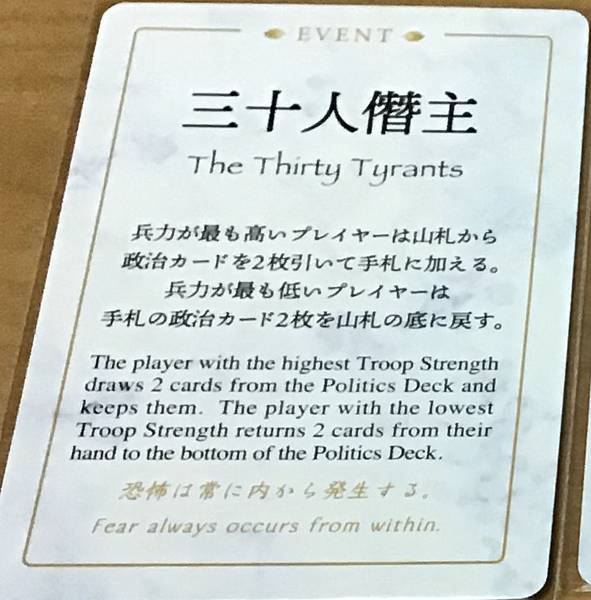 EVENT
三十人僭主
The Thirty Tyrants
兵力が最も高いプレイヤーは山札から
政治カードを2枚引いて手札に加える。
兵力が最も低いプレイヤーは
手札の政治カード2枚を山札の底に戻す。
The player with the highest Troop Strength
draws 2 cards from the Politics Deck and
keeps them. The player with the lowest
Troop Strength returns 2 cards from their
hand to the bottom of the Politics Deck.
恐怖は常に内から発生する。
Fear always occurs from within.